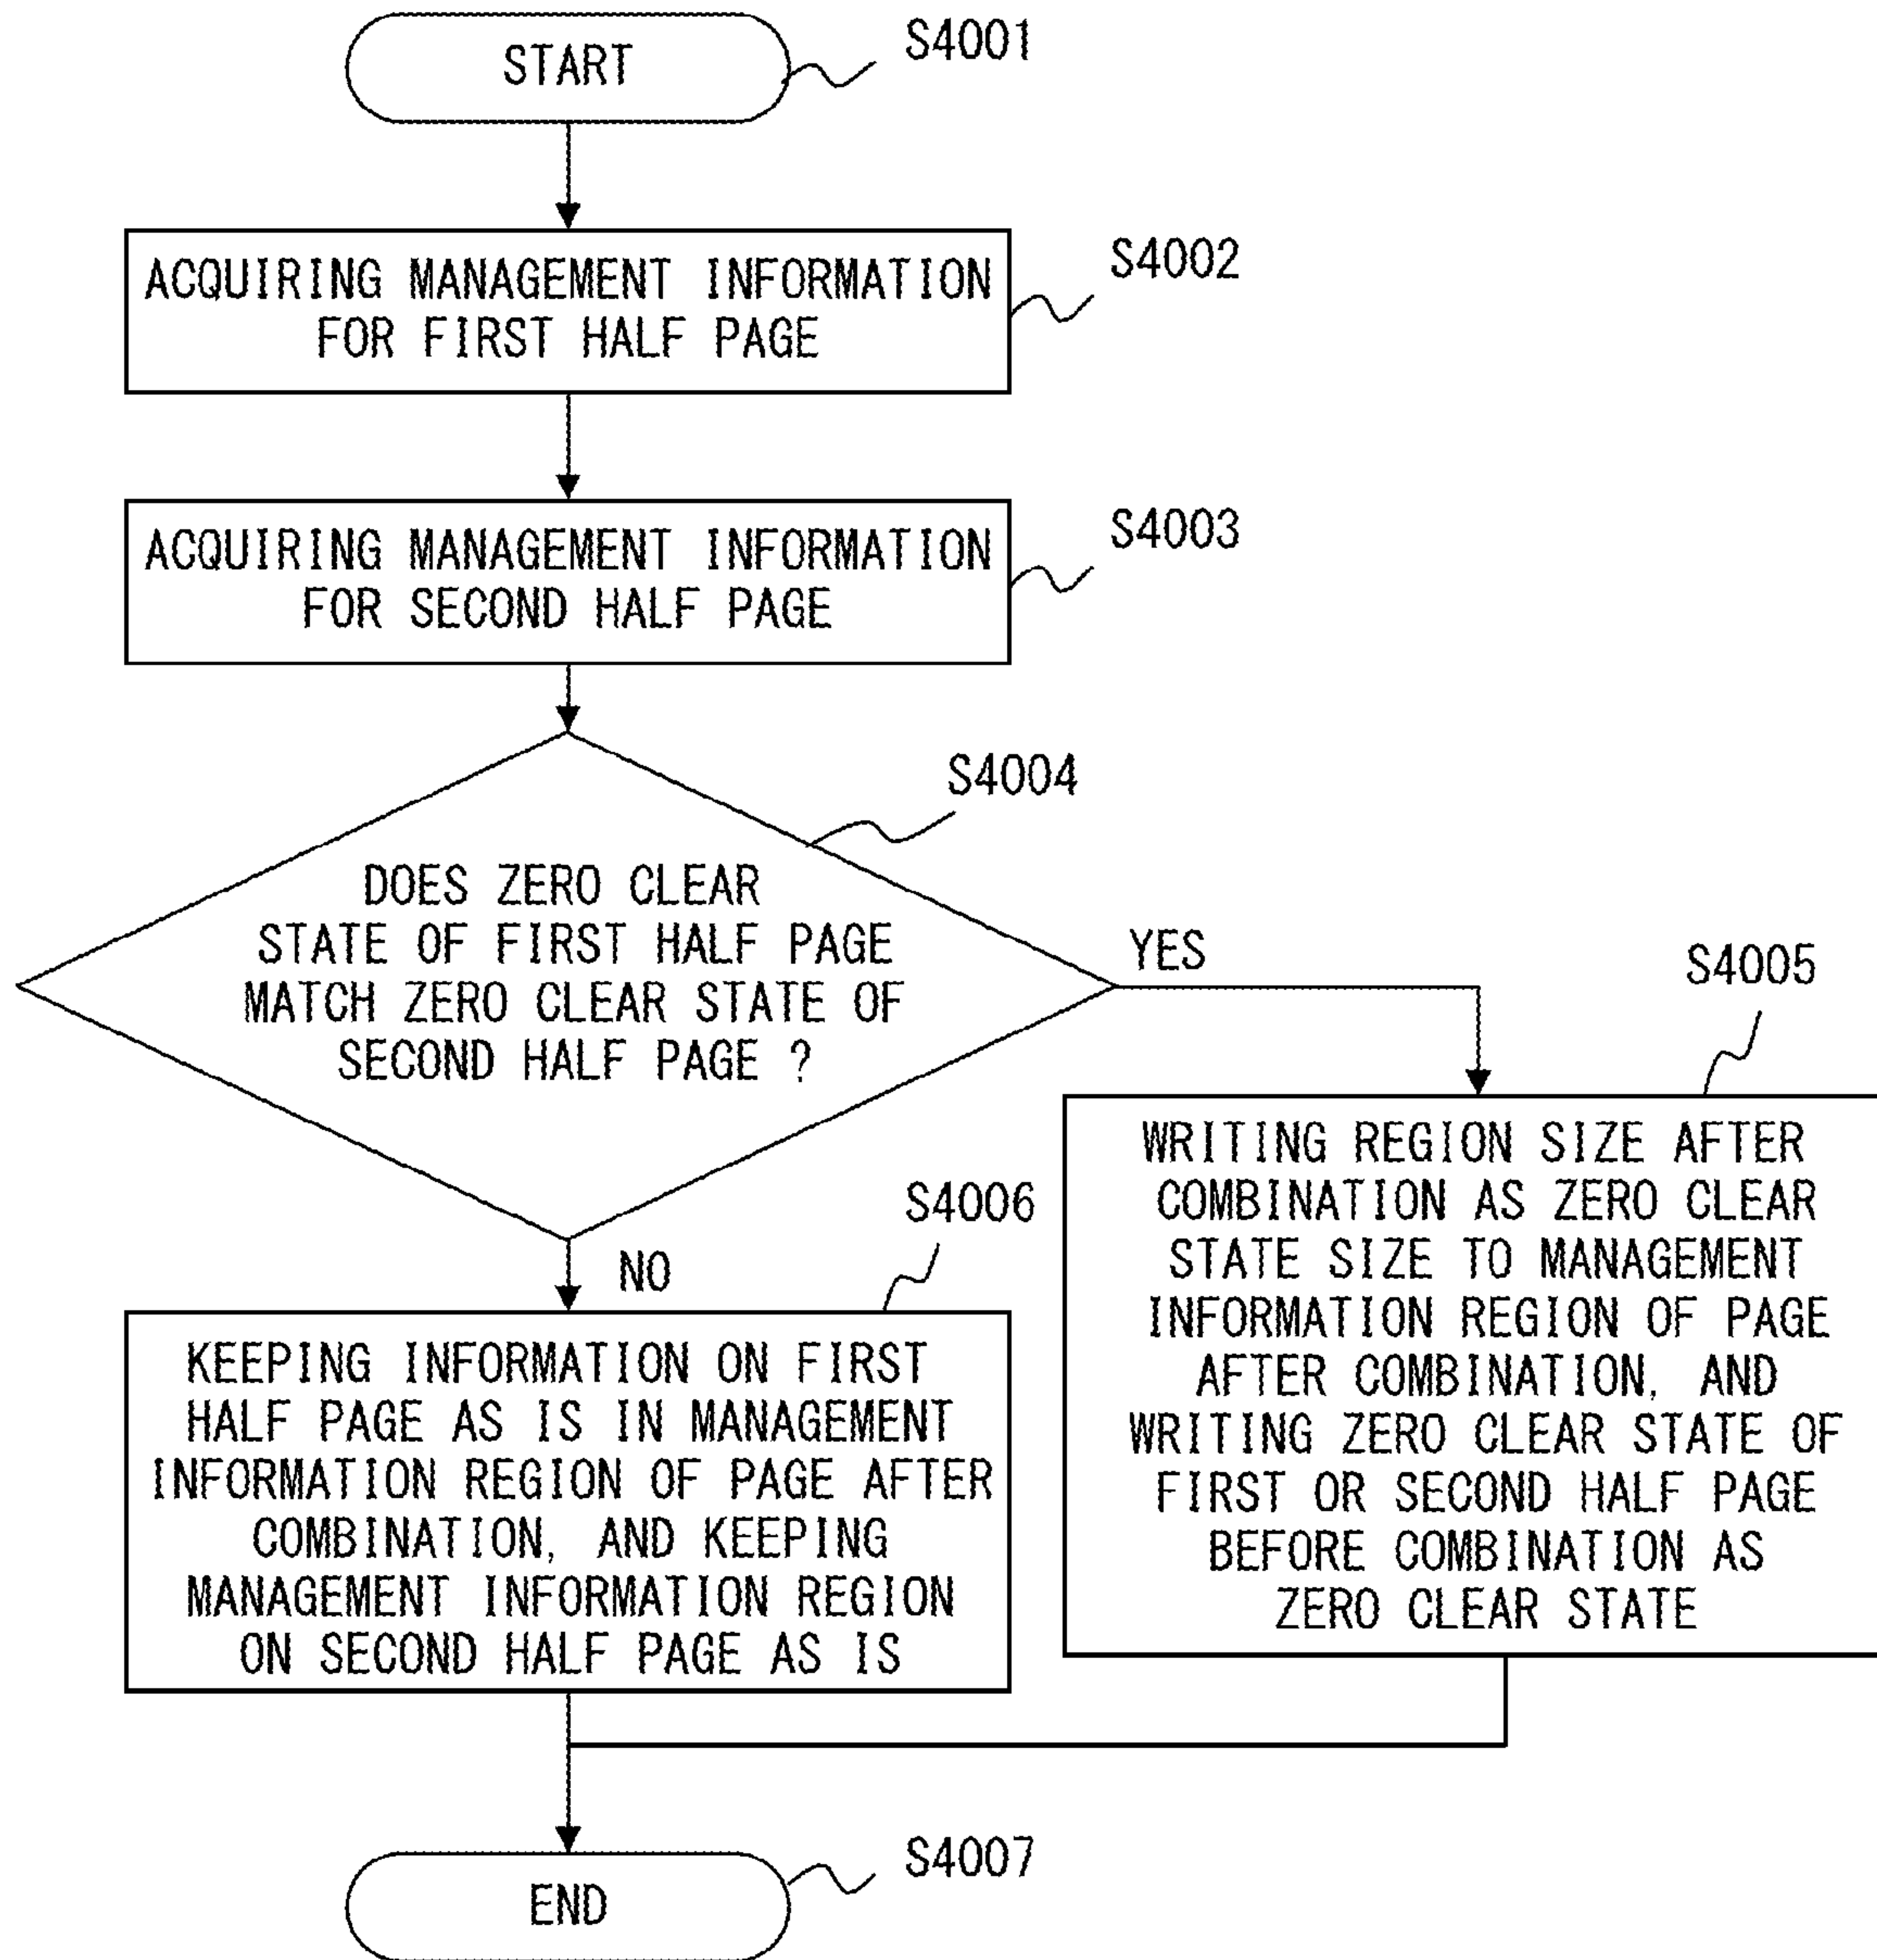 START
S4001
ACQUIRING MANAGEMENT INFORMATION
FOR FIRST HALF PAGE
S4002
ACQUIRING MANAGEMENT INFORMATION
FOR SECOND HALF PAGE
S4003
S4004
DOES ZERO CLEAR
STATE OF FIRST HALF PAGE
MATCH ZERO CLEAR STATE OF
SECOND HALF PAGE ?
YES
S4005
WRITING REGION SIZE AFTER
COMBINATION AS ZERO CLEAR
STATE SIZE TO MANAGEMENT
INFORMATION REGION OF PAGE
AFTER COMBINATION, AND
WRITING ZERO CLEAR STATE OF
FIRST OR SECOND HALF PAGE
BEFORE COMBINATION AS
ZERO CLEAR STATE
NO
S4006
KEEPING INFORMATION ON FIRST
HALF PAGE AS IS IN MANAGEMENT
INFORMATION REGION OF PAGE AFTER
COMBINATION, AND KEEPING
MANAGEMENT INFORMATION REGION
ON SECOND HALF PAGE AS IS
END
S4007